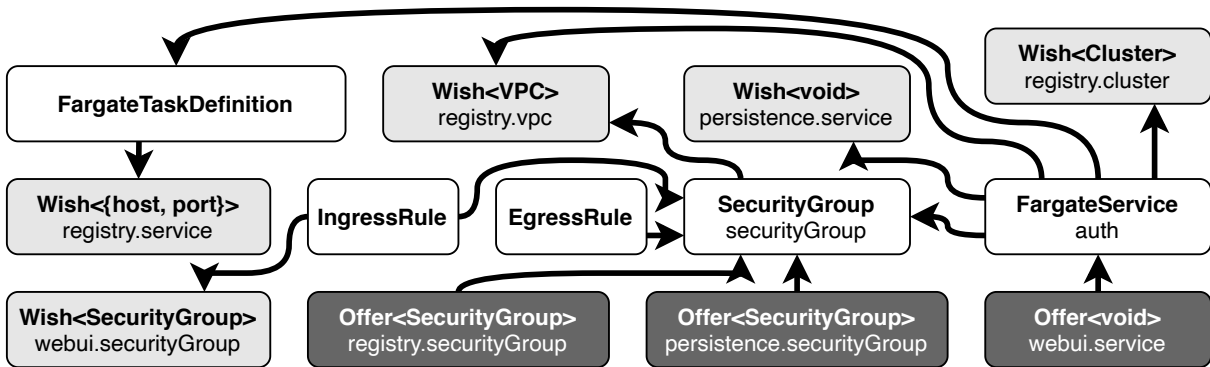 FargateTaskDefinition
Wish<VPC>
registry.vpc
Wish<void>
persistence.service
Wish<Cluster>
registry.cluster
Wish<{host, port}>
registry.service
IngressRule
EgressRule
SecurityGroup
securityGroup
FargateService
auth
Wish<SecurityGroup>
webui.securityGroup
Offer<SecurityGroup>
registry.securityGroup
Offer<SecurityGroup>
persistence.securityGroup
Offer<void>
webui.service